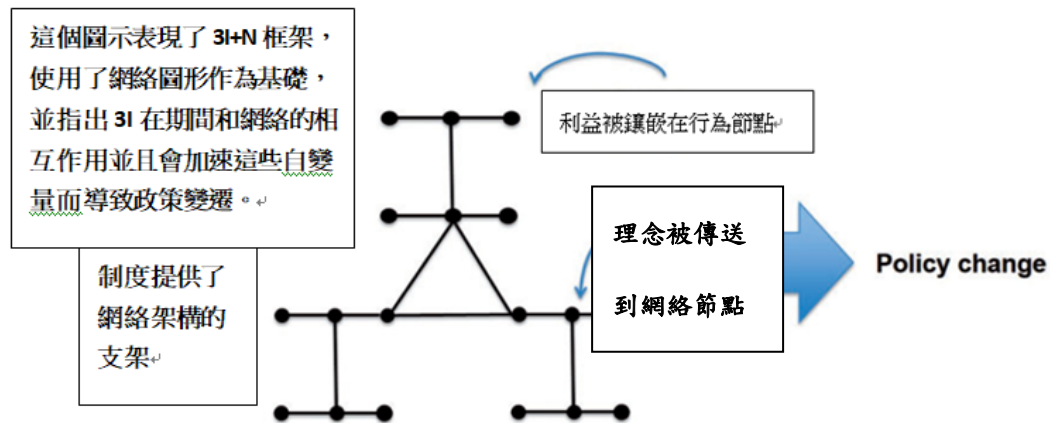 這個圖示表現了 3I+N 框架，
使用了網絡圖形作為基礎，
並指出 3I 在期間和網絡的相
互作用並且會加速這些自變
量而導致政策變遷。
利益被鑲嵌在行為節點
理念被傳送
到網絡節點
Policy change
制度提供了
網絡架構的
支架